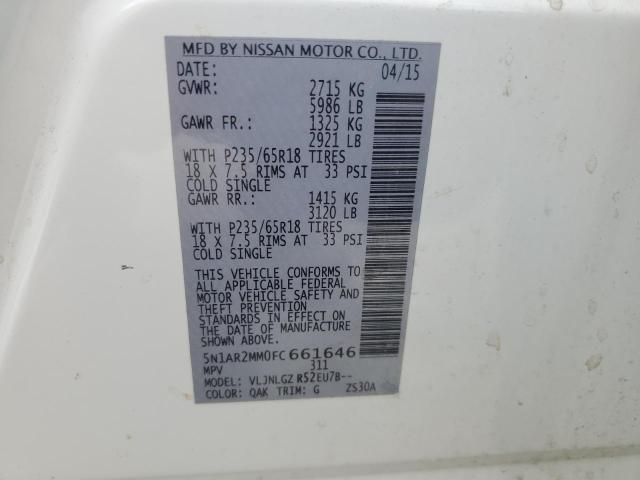 MFD BY NISSAN MOTOR CO., LTD.
DATE: 04/15
GVWR: 2715 KG
5986 LB
GAWR FR.: 1325 KG
2921 LB
WITH P235/65R18 TIRES
18 X 7.5 RIMS AT 33 PSI
COLD SINGLE
GAWR RR.: 1415 KG
3120 LB
WITH P235/65R18 TIRES
18 X 7.5 RIMS AT 33 PSI
COLD SINGLE
THIS VEHICLE CONFORMS TO
ALL APPLICABLE FEDERAL
MOTOR VEHICLE SAFETY AND
THEFT PREVENTION
STANDARDS IN EFFECT ON
THE DATE OF MANUFACTURE
SHOWN ABOVE.
5N1AR2MM0FC661646
MPV 311
MODEL: VLJNLGZ R52EU7B--
COLOR: QAK TRIM: G ZS30A